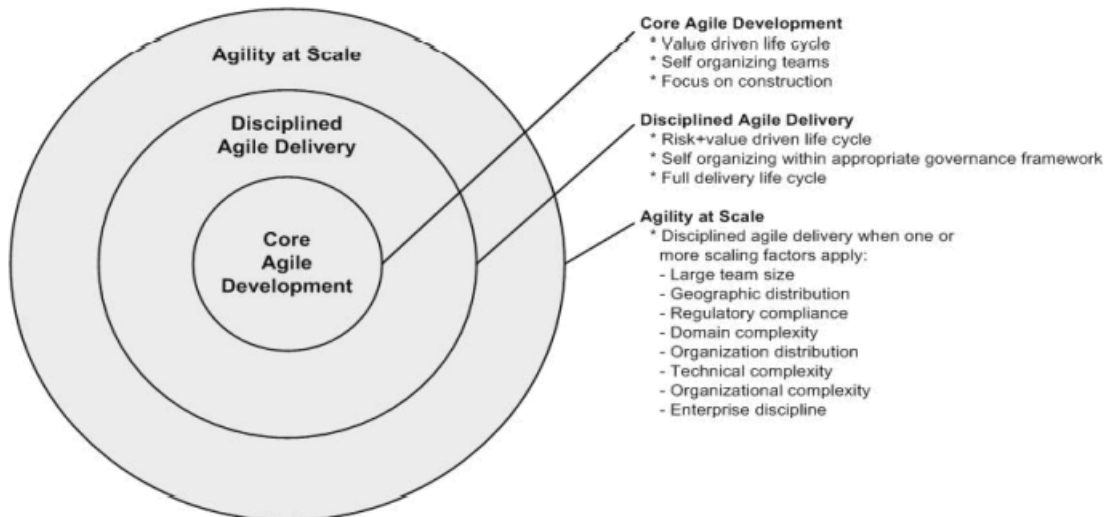 Agility at Scale
Disciplined
Agile Delivery
Core
Agile
Development
Core Agile Development
* Value driven life cycle
* Self organizing teams
* Focus on construction
Disciplined Agile Delivery
* Risk+value driven life cycle
* Self organizing within appropriate governance framework
* Full delivery life cycle
Agility at Scale
* Disciplined agile delivery when one or
more scaling factors apply:
- Large team size
- Geographic distribution
- Regulatory compliance
- Domain complexity
- Organization distribution
- Technical complexity
- Organizational complexity
- Enterprise discipline